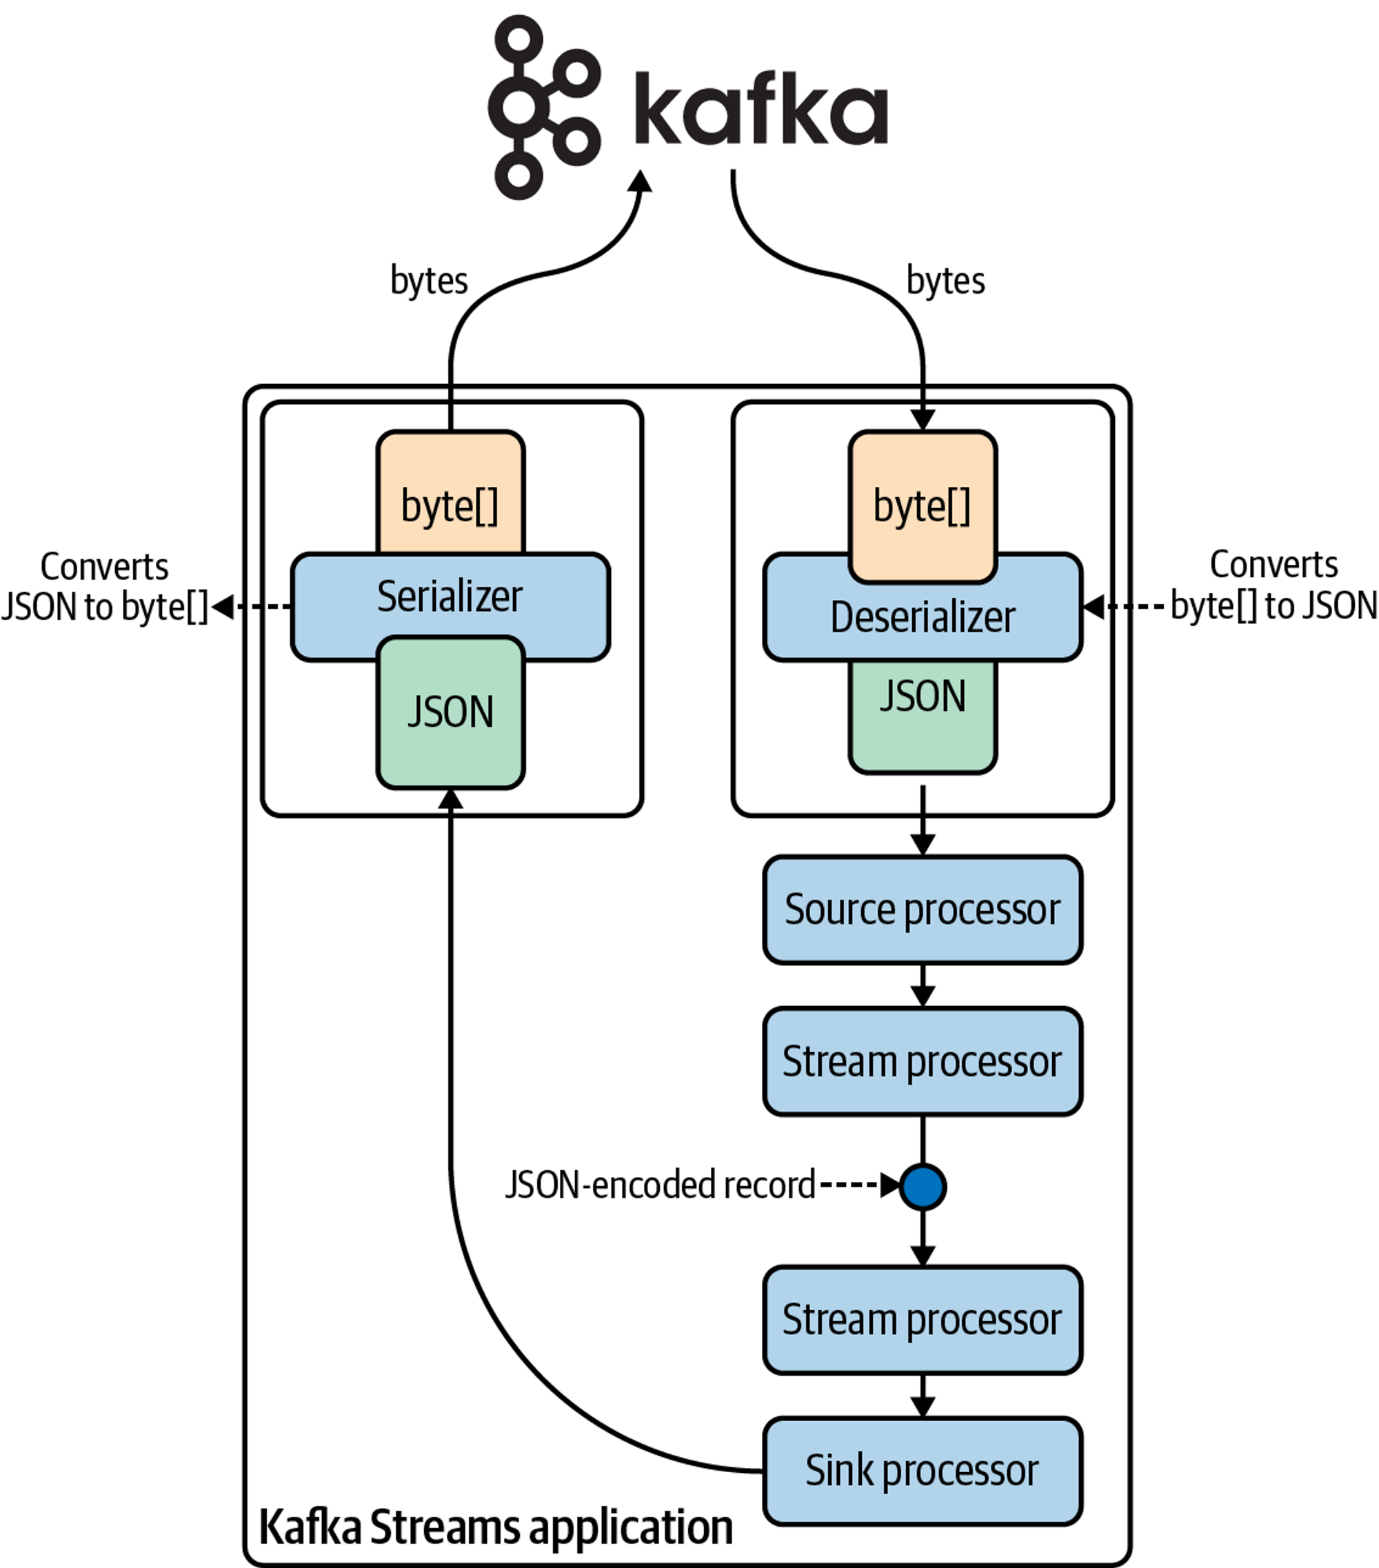 kafka
bytes
bytes
byte[]
byte[]
Converts
JSON to byte[]
Serializer
Deserializer
Converts
byte[] to JSON
JSON
JSON
Source processor
Stream processor
JSON-encoded record
Stream processor
Sink processor
Kafka Streams application